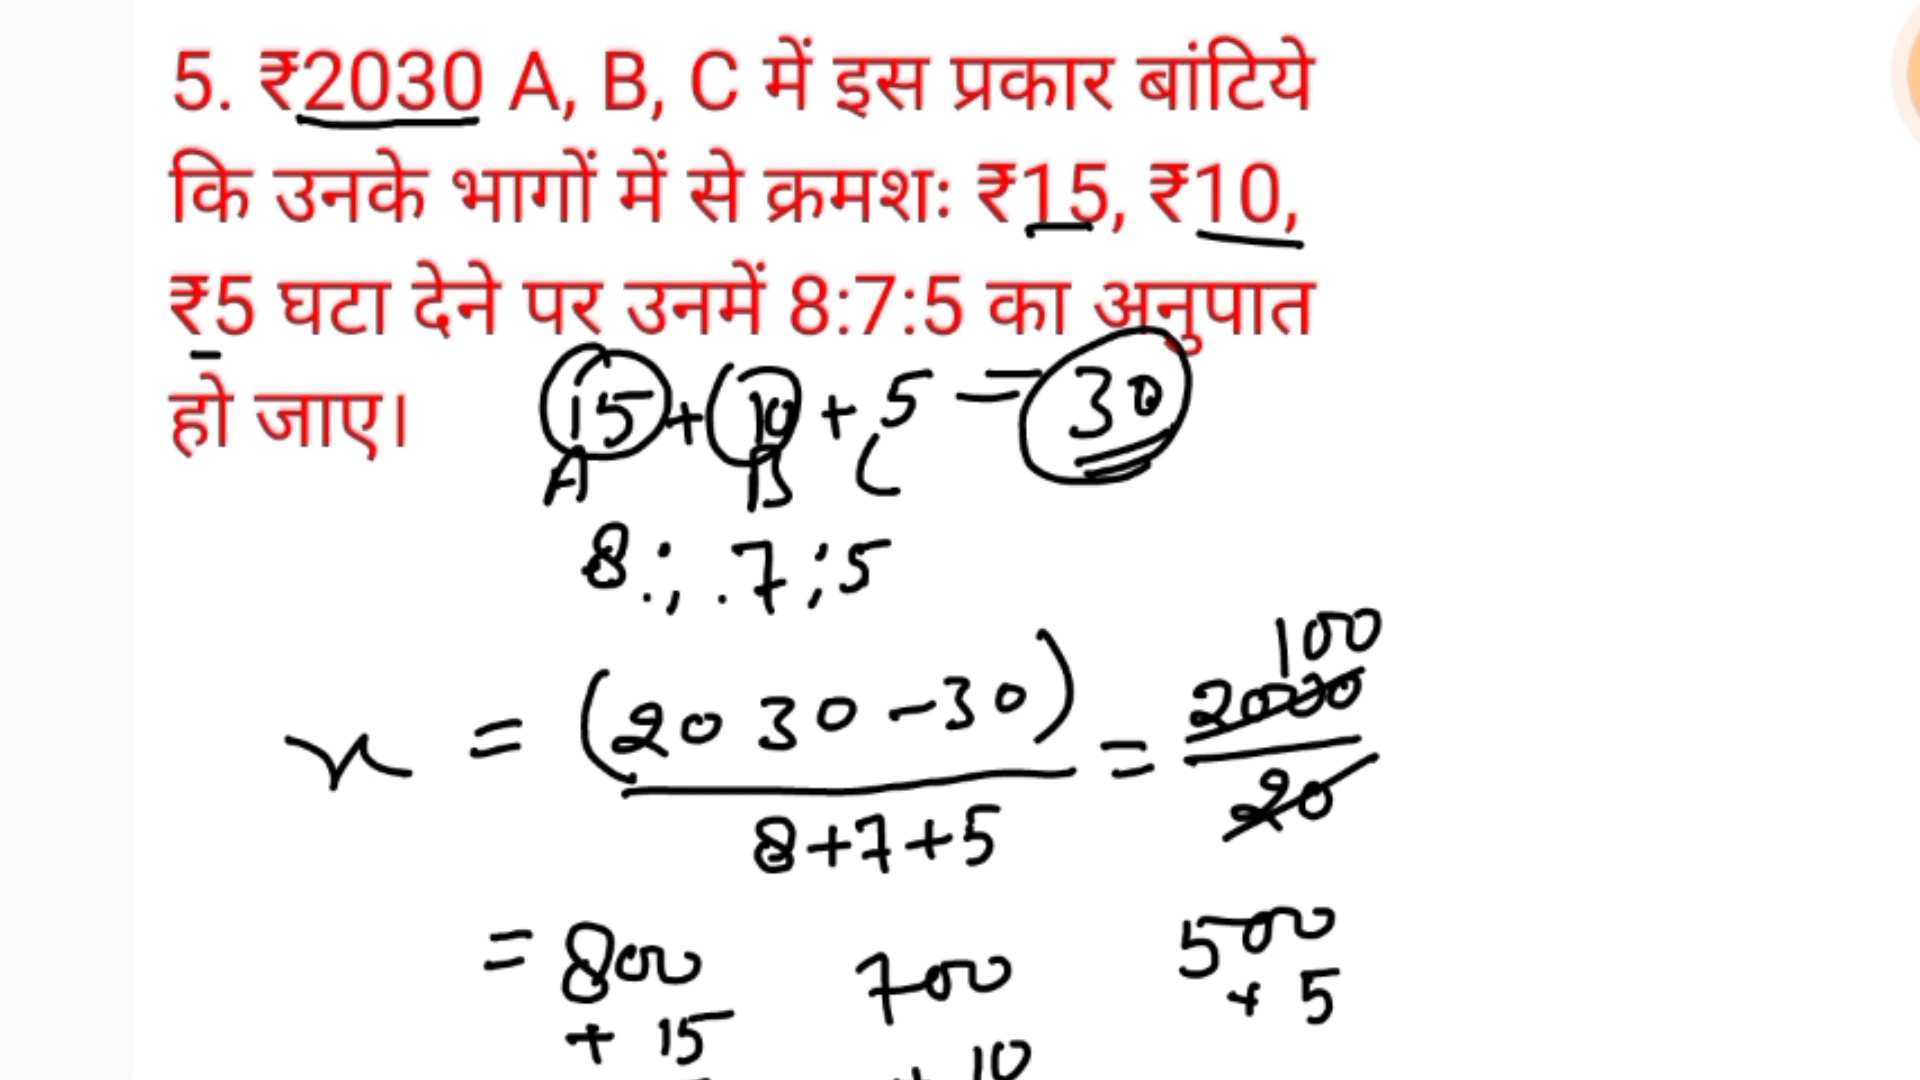 5. ₹2030 A, B, C में इस प्रकार बांटिये
कि उनके भागों में से क्रमशः ₹15, ₹10,
₹5 घटा देने पर उनमें 8:7:5 का अनुपात
हो जाए।
15 + 10 + 5 = 30
A B C
8 : 7 : 5
100
x = (2030 - 30) / 8+7+5 = 2000 / 20
= 800 700 500
+ 15 + 10 + 5